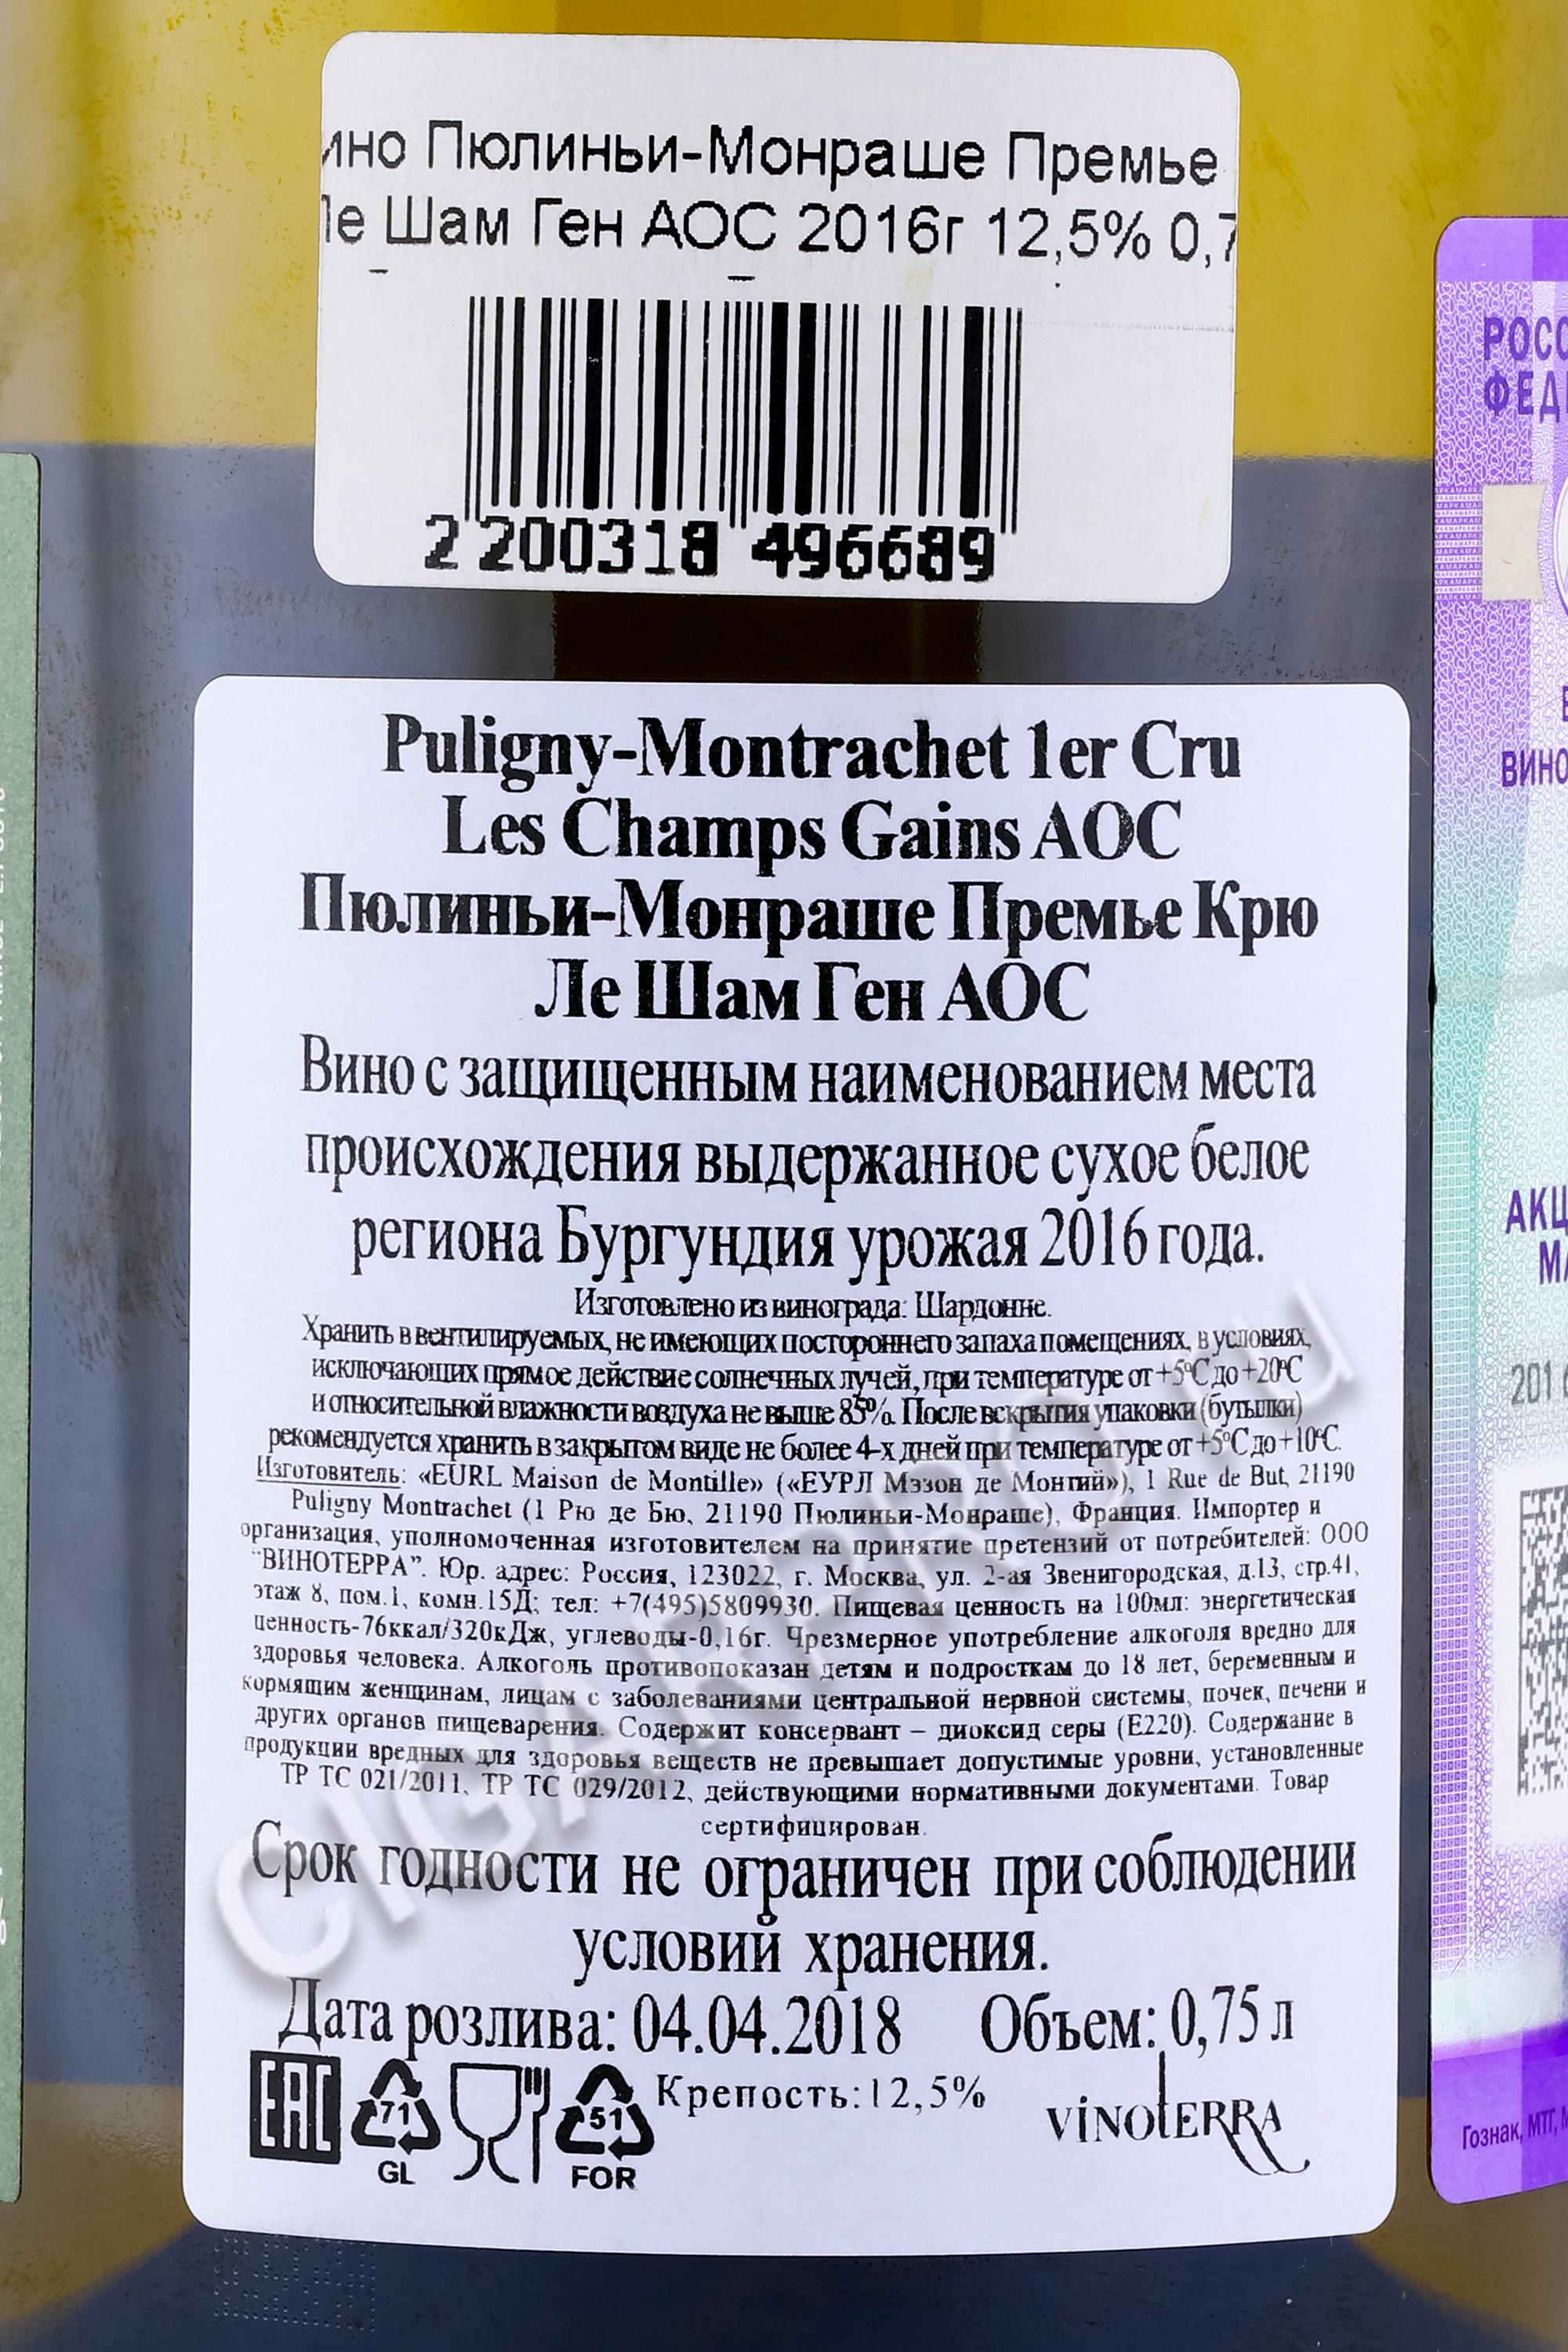 ино Пюлиньи-Монраше Премье
Ле Шам Ген АОС 2016г 12,5% 0,7
2 200318 496689
Puligny-Montrachet 1er Cru
Les Champs Gains AOC
Пюлиньи-Монраше Премье Крю
Ле Шам Ген АОС
Вино с защищенным наименованием места
происхождения выдержанное сухое белое
региона Бургундия урожая 2016 года.
Изготовлено из винограда: Шардонне.
Хранить в вентилируемых, не имеющих постороннего запаха помещениях, в условиях,
исключающих прямое действие солнечных лучей, при температуре от +5°С до +20°С
и относительной влажности воздуха не выше 85%. После вскрытия упаковки (бутылки)
рекомендуется хранить в закрытом виде не более 4-х дней при температуре от +5°С до +10°С.
Изготовитель: «EURL Maison de Montille» («ЕУРЛ Мэзон де Монтий»), 1 Rue de But, 21190
Puligny Montrachet (1 Рю де Бю, 21190 Пюлиньи-Монраше), Франция. Импортер и
организация, уполномоченная изготовителем на принятие претензий от потребителей: ООО
"ВИНОТЕРРА". Юр. адрес: Россия, 123022, г. Москва, ул. 2-ая Звенигородская, д.13, стр.41,
этаж 8, пом.1, комн.15Д; тел: +7(495)5809930. Пищевая ценность на 100мл: энергетическая
ценность-76ккал/320кДж, углеводы-0,16г. Чрезмерное употребление алкоголя вредно для
здоровья человека. Алкоголь противопоказан детям и подросткам до 18 лет, беременным и
кормящим женщинам, лицам с заболеваниями центральной нервной системы, почек, печени и
других органов пищеварения. Содержит консервант – диоксид серы (Е220). Содержание в
продукции вредных для здоровья веществ не превышает допустимые уровни, установленные
ТР ТС 021/2011, ТР ТС 029/2012, действующими нормативными документами. Товар
сертифицирован.
Срок годности не ограничен при соблюдении
условий хранения.
Дата розлива: 04.04.2018 Объем: 0,75 л
EAC 71 51 Крепость:12,5% VINOTERRA
GL FOR
РОСС
ФЕД
ВИНО
АКЦ
МА
201
Гознак, МТГ,